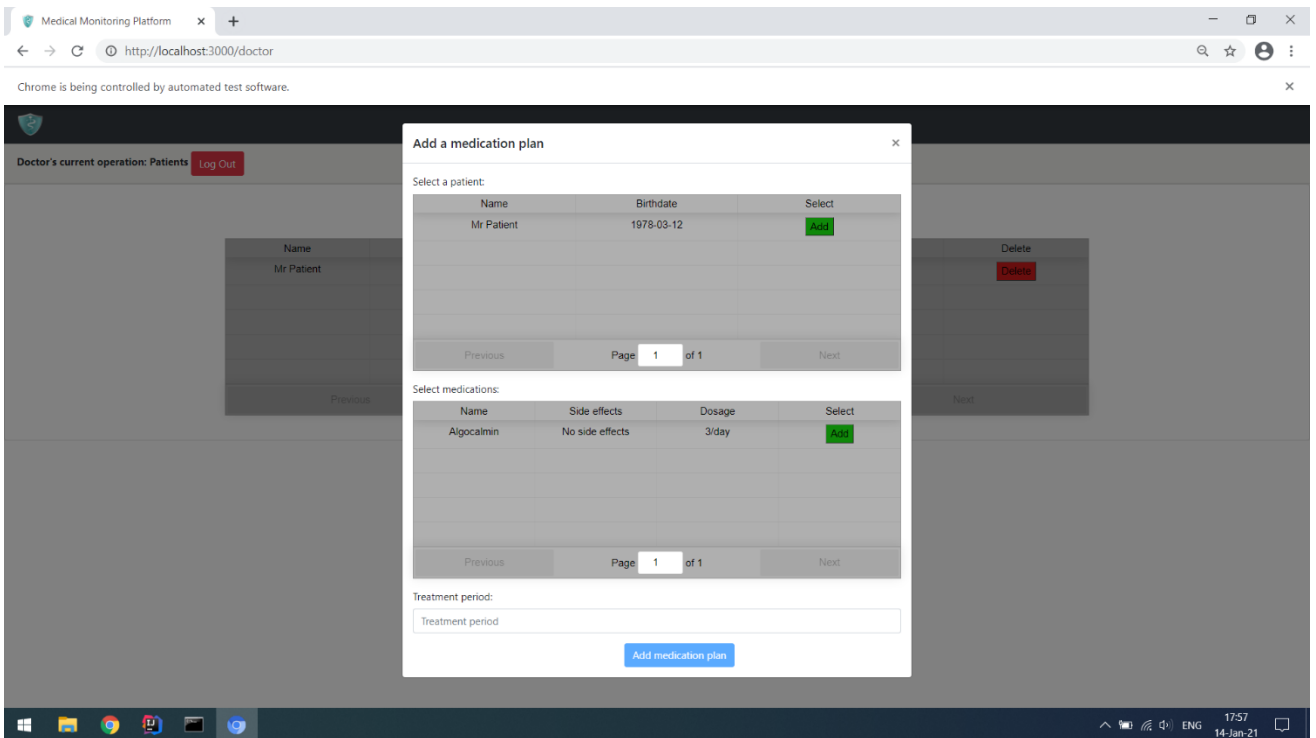 Medical Monitoring Platform
http://localhost:3000/doctor
Chrome is being controlled by automated test software.
Doctor's current operation: Patients Log Out
Name Delete
Mr Patient Delete
Previous Next
Add a medication plan
Select a patient:
Name Birthdate Select
Mr Patient 1978-03-12 Add
Previous Page 1 of 1 Next
Select medications:
Name Side effects Dosage Select
Algocalmin No side effects 3/day Add
Previous Page 1 of 1 Next
Treatment period:
Treatment period
Add medication plan
ENG 17:57
14-Jan-21